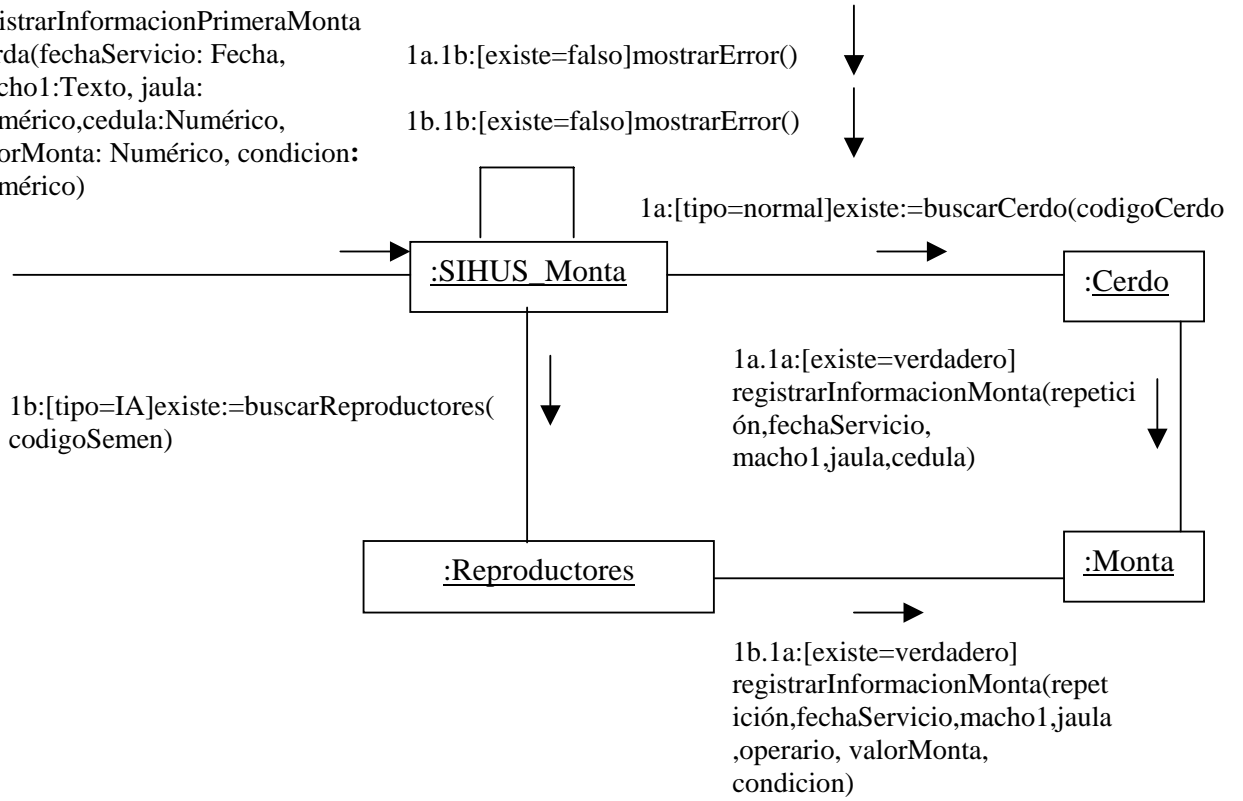 istrarInformacionPrimeraMonta
rda(fechaServicio: Fecha,
cho1:Texto, jaula:
mérico,cedula:Numérico,
orMonta: Numérico, condicion:
mérico)
1a.1b:[existe=falso]mostrarError()
1b.1b:[existe=falso]mostrarError()
1a:[tipo=normal]existe:=buscarCerdo(codigoCerdo
:SIHUS_Monta
:Cerdo
1b:[tipo=IA]existe:=buscarReproductores(
codigoSemen)
1a.1a:[existe=verdadero]
registrarInformacionMonta(repetici
ón,fechaServicio,
macho1,jaula,cedula)
:Reproductores
:Monta
1b.1a:[existe=verdadero]
registrarInformacionMonta(repet
ición,fechaServicio,macho1,jaula
,operario, valorMonta,
condicion)